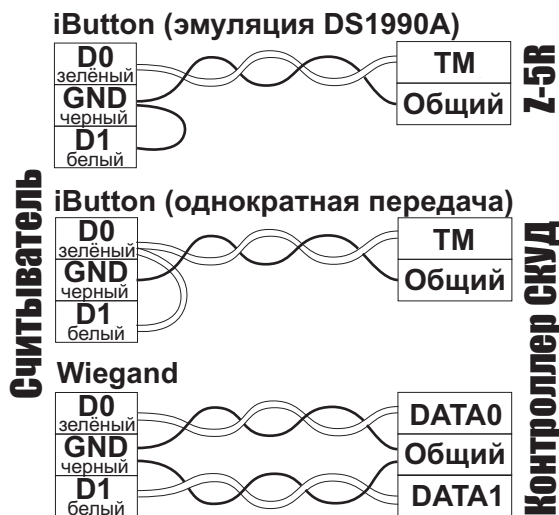 iButton (эмуляция DS1990A)
D0
зелёный
GND
черный
D1
белый
TM
Общий
Z-5R
Считыватель
iButton (однократная передача)
D0
зелёный
GND
черный
D1
белый
TM
Общий
Контроллер СКУД
Wiegand
D0
зелёный
GND
черный
D1
белый
DATA0
Общий
DATA1